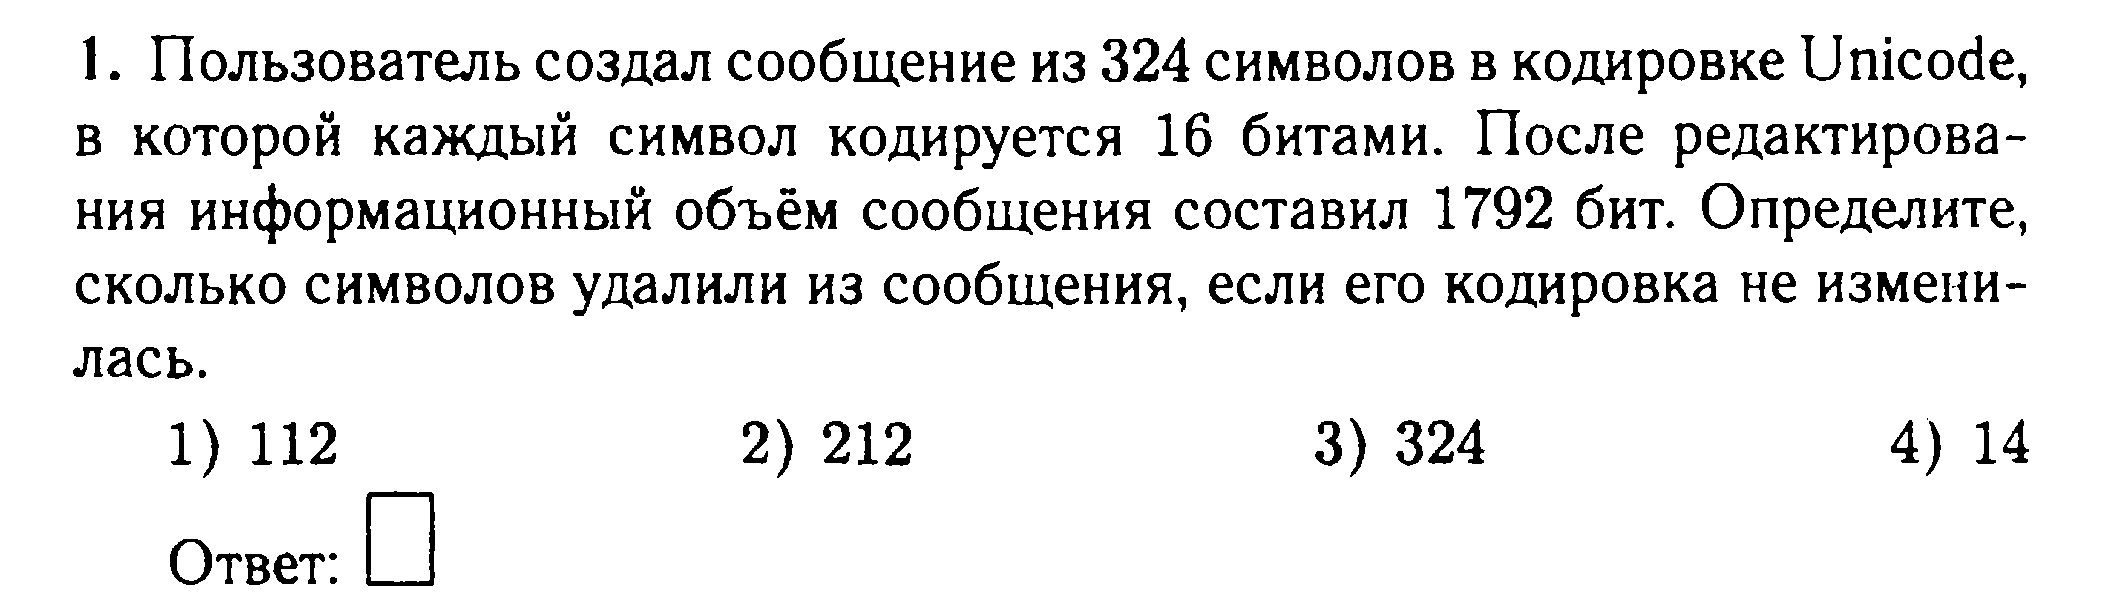 1. Пользователь создал сообщение из 324 символов в кодировке Unicode,
в которой каждый символ кодируется 16 битами. После редактирова-
ния информационный объём сообщения составил 1792 бит. Определите,
сколько символов удалили из сообщения, если его кодировка не измени-
лась.
1) 112 2) 212 3) 324 4) 14
Ответ: